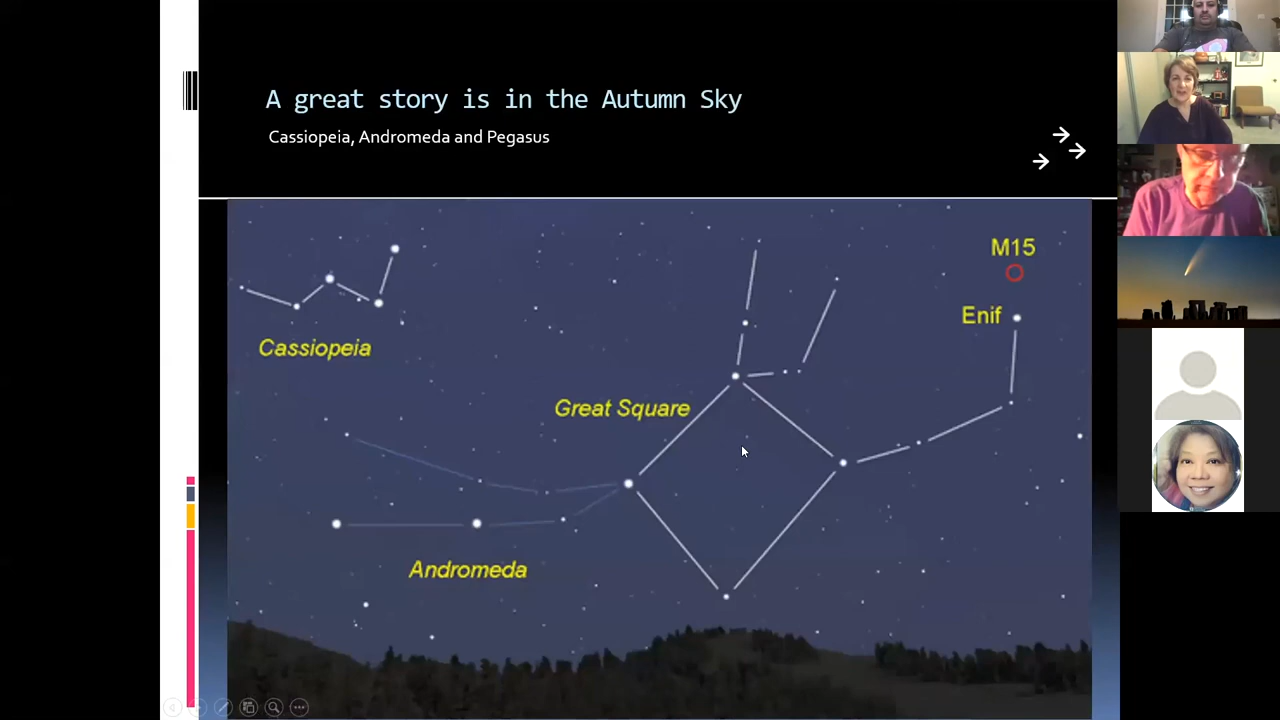 A great story is in the Autumn Sky
Cassiopeia, Andromeda and Pegasus
M15
Enif
Cassiopeia
Great Square
Andromeda